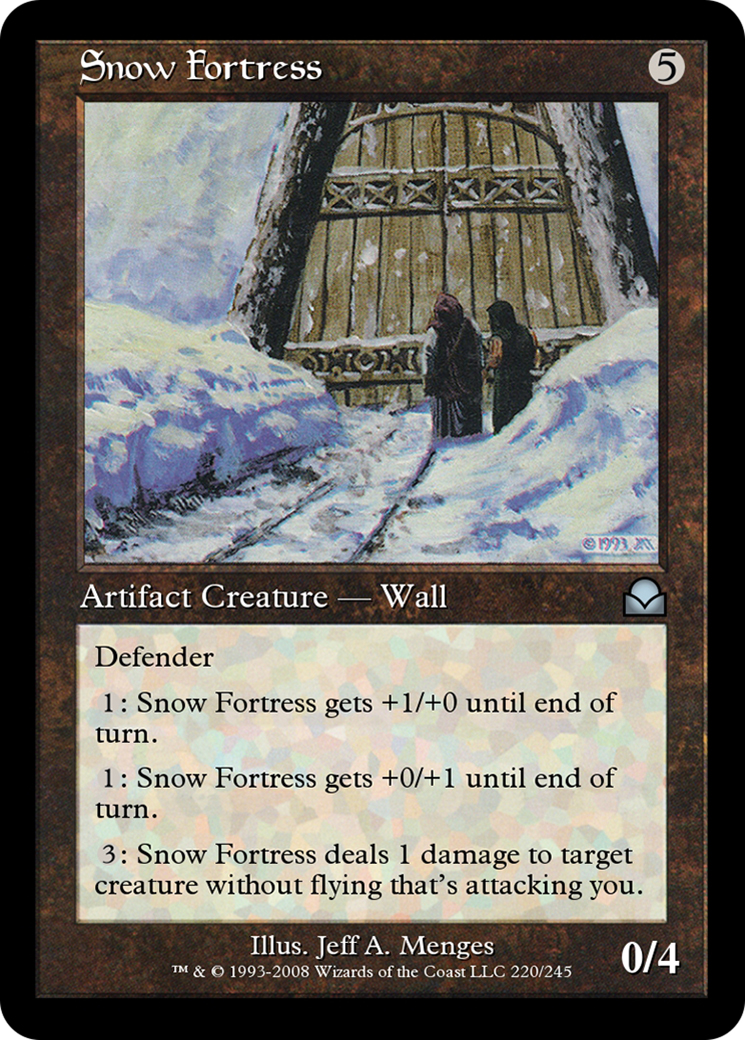 Snow Fortress
5
© 1993
Artifact Creature — Wall
Defender
1: Snow Fortress gets +1/+0 until end of
turn.
1: Snow Fortress gets +0/+1 until end of
turn.
3: Snow Fortress deals 1 damage to target
creature without flying that's attacking you.
Illus. Jeff A. Menges
™ & © 1993-2008 Wizards of the Coast LLC 220/245
0/4